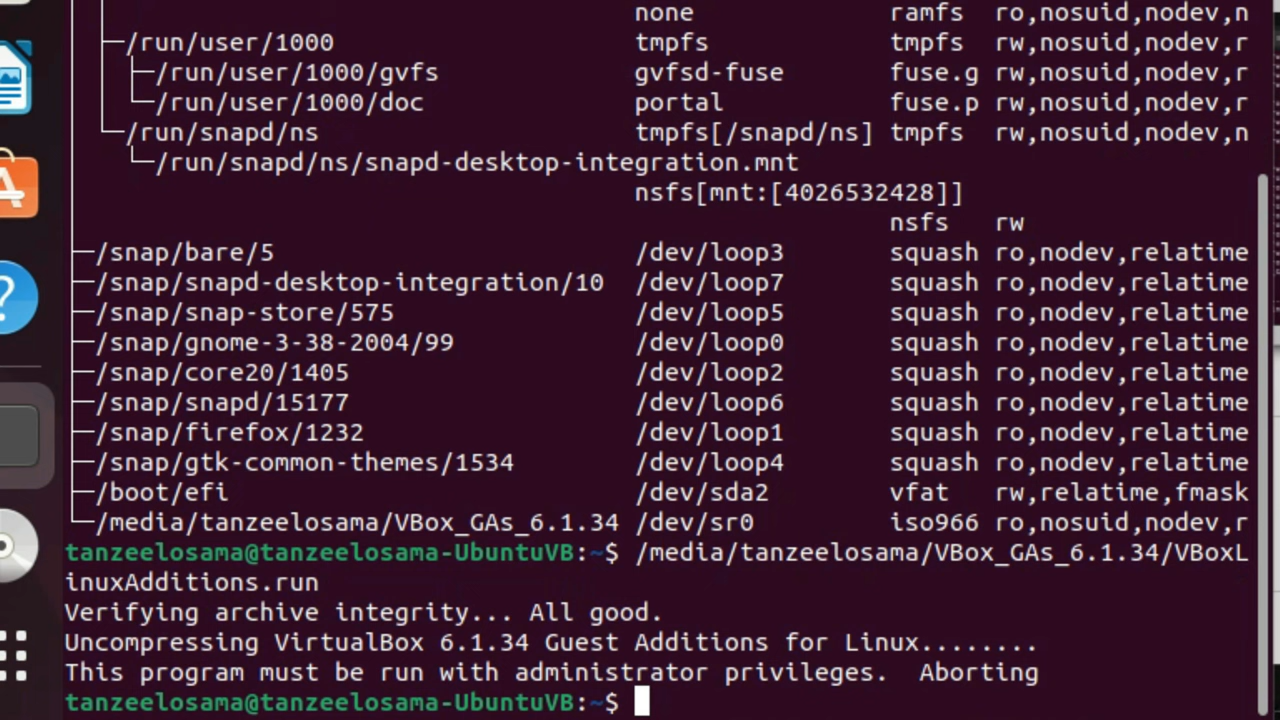 none ramfs ro,nosuid,nodev,n
├─/run/user/1000 tmpfs tmpfs rw,nosuid,nodev,r
├─/run/user/1000/gvfs gvfsd-fuse fuse.g rw,nosuid,nodev,r
└─/run/user/1000/doc portal fuse.p rw,nosuid,nodev,r
└─/run/snapd/ns tmpfs[/snapd/ns] tmpfs rw,nosuid,nodev,n
└─/run/snapd/ns/snapd-desktop-integration.mnt
nsfs[mnt:[4026532428]]
nsfs rw
├─/snap/bare/5 /dev/loop3 squash ro,nodev,relatime
├─/snap/snapd-desktop-integration/10 /dev/loop7 squash ro,nodev,relatime
├─/snap/snap-store/575 /dev/loop5 squash ro,nodev,relatime
├─/snap/gnome-3-38-2004/99 /dev/loop0 squash ro,nodev,relatime
├─/snap/core20/1405 /dev/loop2 squash ro,nodev,relatime
├─/snap/snapd/15177 /dev/loop6 squash ro,nodev,relatime
├─/snap/firefox/1232 /dev/loop1 squash ro,nodev,relatime
├─/snap/gtk-common-themes/1534 /dev/loop4 squash ro,nodev,relatime
├─/boot/efi /dev/sda2 vfat rw,relatime,fmask
└─/media/tanzeelosama/VBox_GAs_6.1.34 /dev/sr0 iso966 ro,nosuid,nodev,r
tanzeelosama@tanzeelosama-UbuntuVB:~$ /media/tanzeelosama/VBox_GAs_6.1.34/VBoxL
inuxAdditions.run
Verifying archive integrity... All good.
Uncompressing VirtualBox 6.1.34 Guest Additions for Linux........
This program must be run with administrator privileges.  Aborting
tanzeelosama@tanzeelosama-UbuntuVB:~$